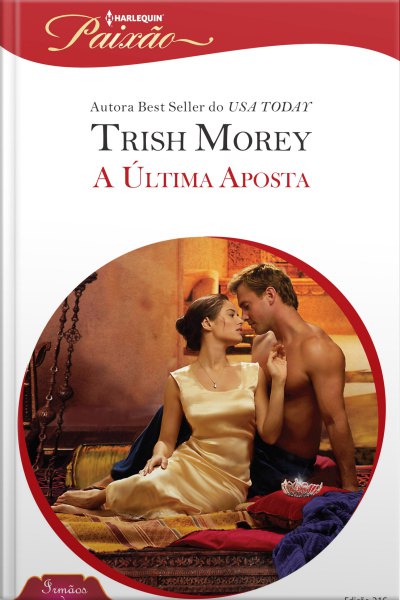 HARLEQUIN
Paixão
Autora Best Seller do USA TODAY
TRISH MOREY
A ÚLTIMA APOSTA
Irmãos